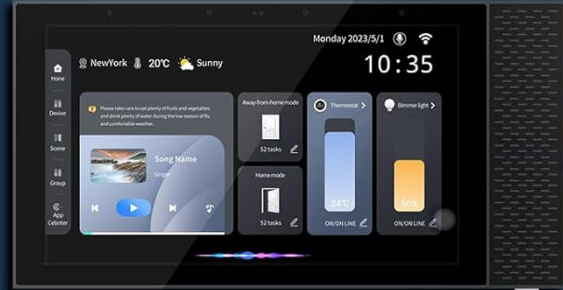 Monday 2023/5/1
NewYork 20℃ Sunny
10:35
Home
Device
Scene
Group
App
Cebnter
Please take care to eat plenty of fruits and vegetables
and drink plenty of water during the low season of flu
and comfortable weather.
Song Name
Singer
Away from home mode
52 tasks
Home mode
52 tasks
Thermostat >
34℃
ON/ON LINE
Dimmer light >
56%
ON/ON LINE